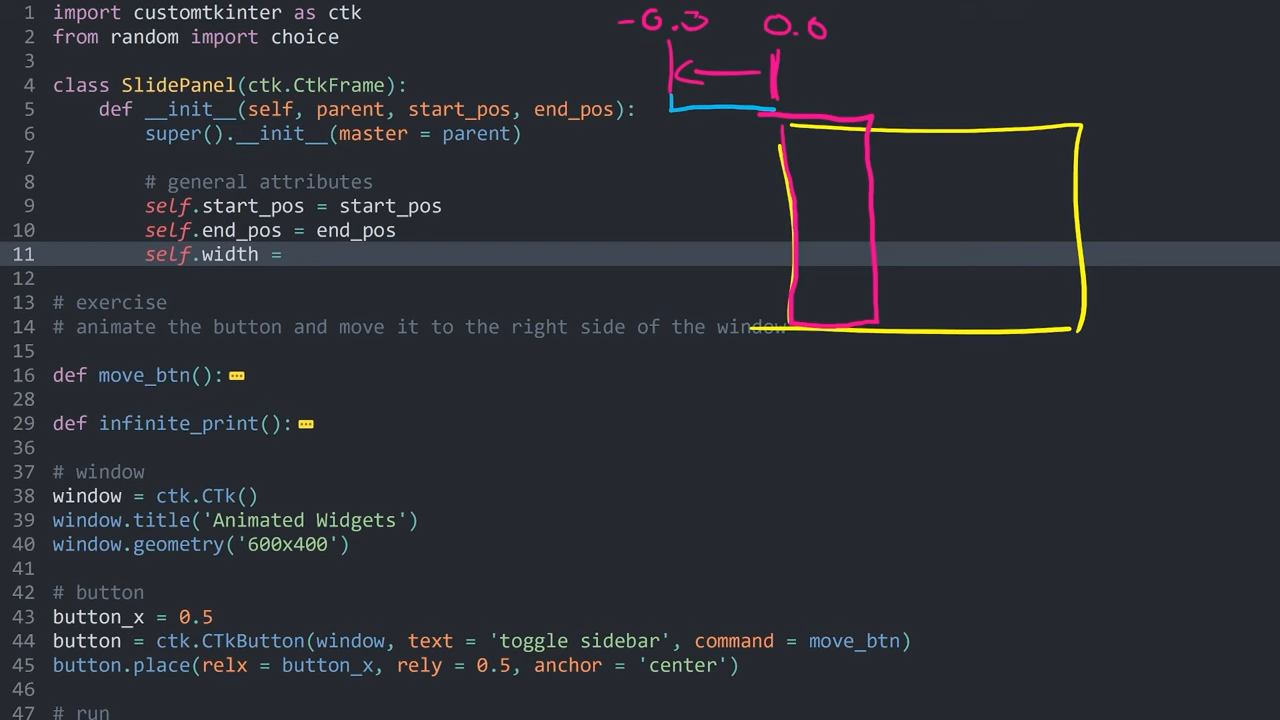 1 import customtkinter as ctk
2 from random import choice
3
4 class SlidePanel(ctk.CtkFrame):
5 def __init__(self, parent, start_pos, end_pos):
6 super().__init__(master = parent)
7
8 # general attributes
9 self.start_pos = start_pos
10 self.end_pos = end_pos
11 self.width =
12
13 # exercise
14 # animate the button and move it to the right side of the window
15
16 def move_btn():
28
29 def infinite_print():
36
37 # window
38 window = ctk.CTk()
39 window.title('Animated Widgets')
40 window.geometry('600x400')
41
42 # button
43 button_x = 0.5
44 button = ctk.CTkButton(window, text = 'toggle sidebar', command = move_btn)
45 button.place(relx = button_x, rely = 0.5, anchor = 'center')
46
47 # run
-0.3 0.0